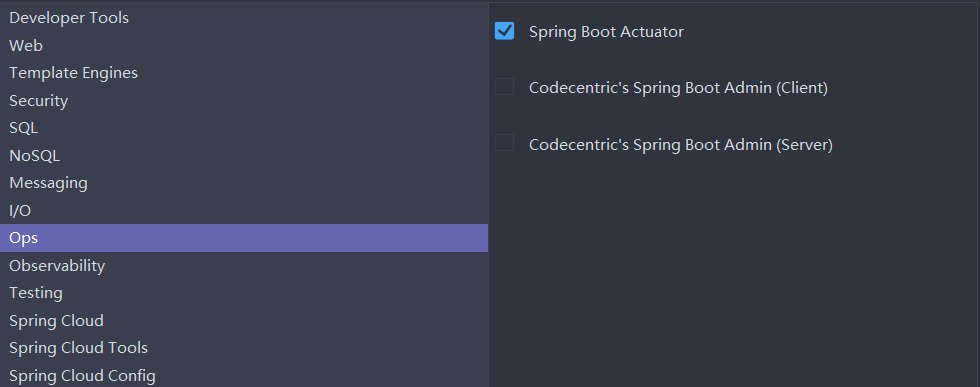 Developer Tools
Web
Template Engines
Security
SQL
NoSQL
Messaging
I/O
Ops
Observability
Testing
Spring Cloud
Spring Cloud Tools
Spring Cloud Config
Spring Boot Actuator
Codecentric's Spring Boot Admin (Client)
Codecentric's Spring Boot Admin (Server)